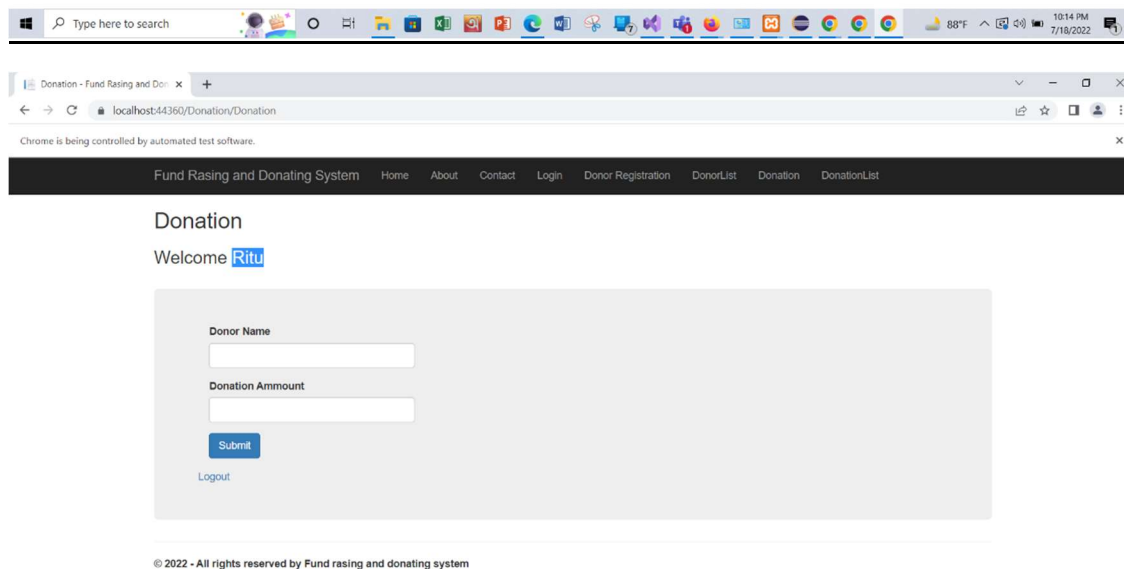 Type here to search
88°F
10:14 PM
7/18/2022
Donation - Fund Rasing and Don
localhost:44360/Donation/Donation
Chrome is being controlled by automated test software.
Fund Rasing and Donating System Home About Contact Login Donor Registration DonorList Donation DonationList
Donation
Welcome Ritu
Donor Name
Donation Ammount
Submit
Logout
© 2022 - All rights reserved by Fund rasing and donating system